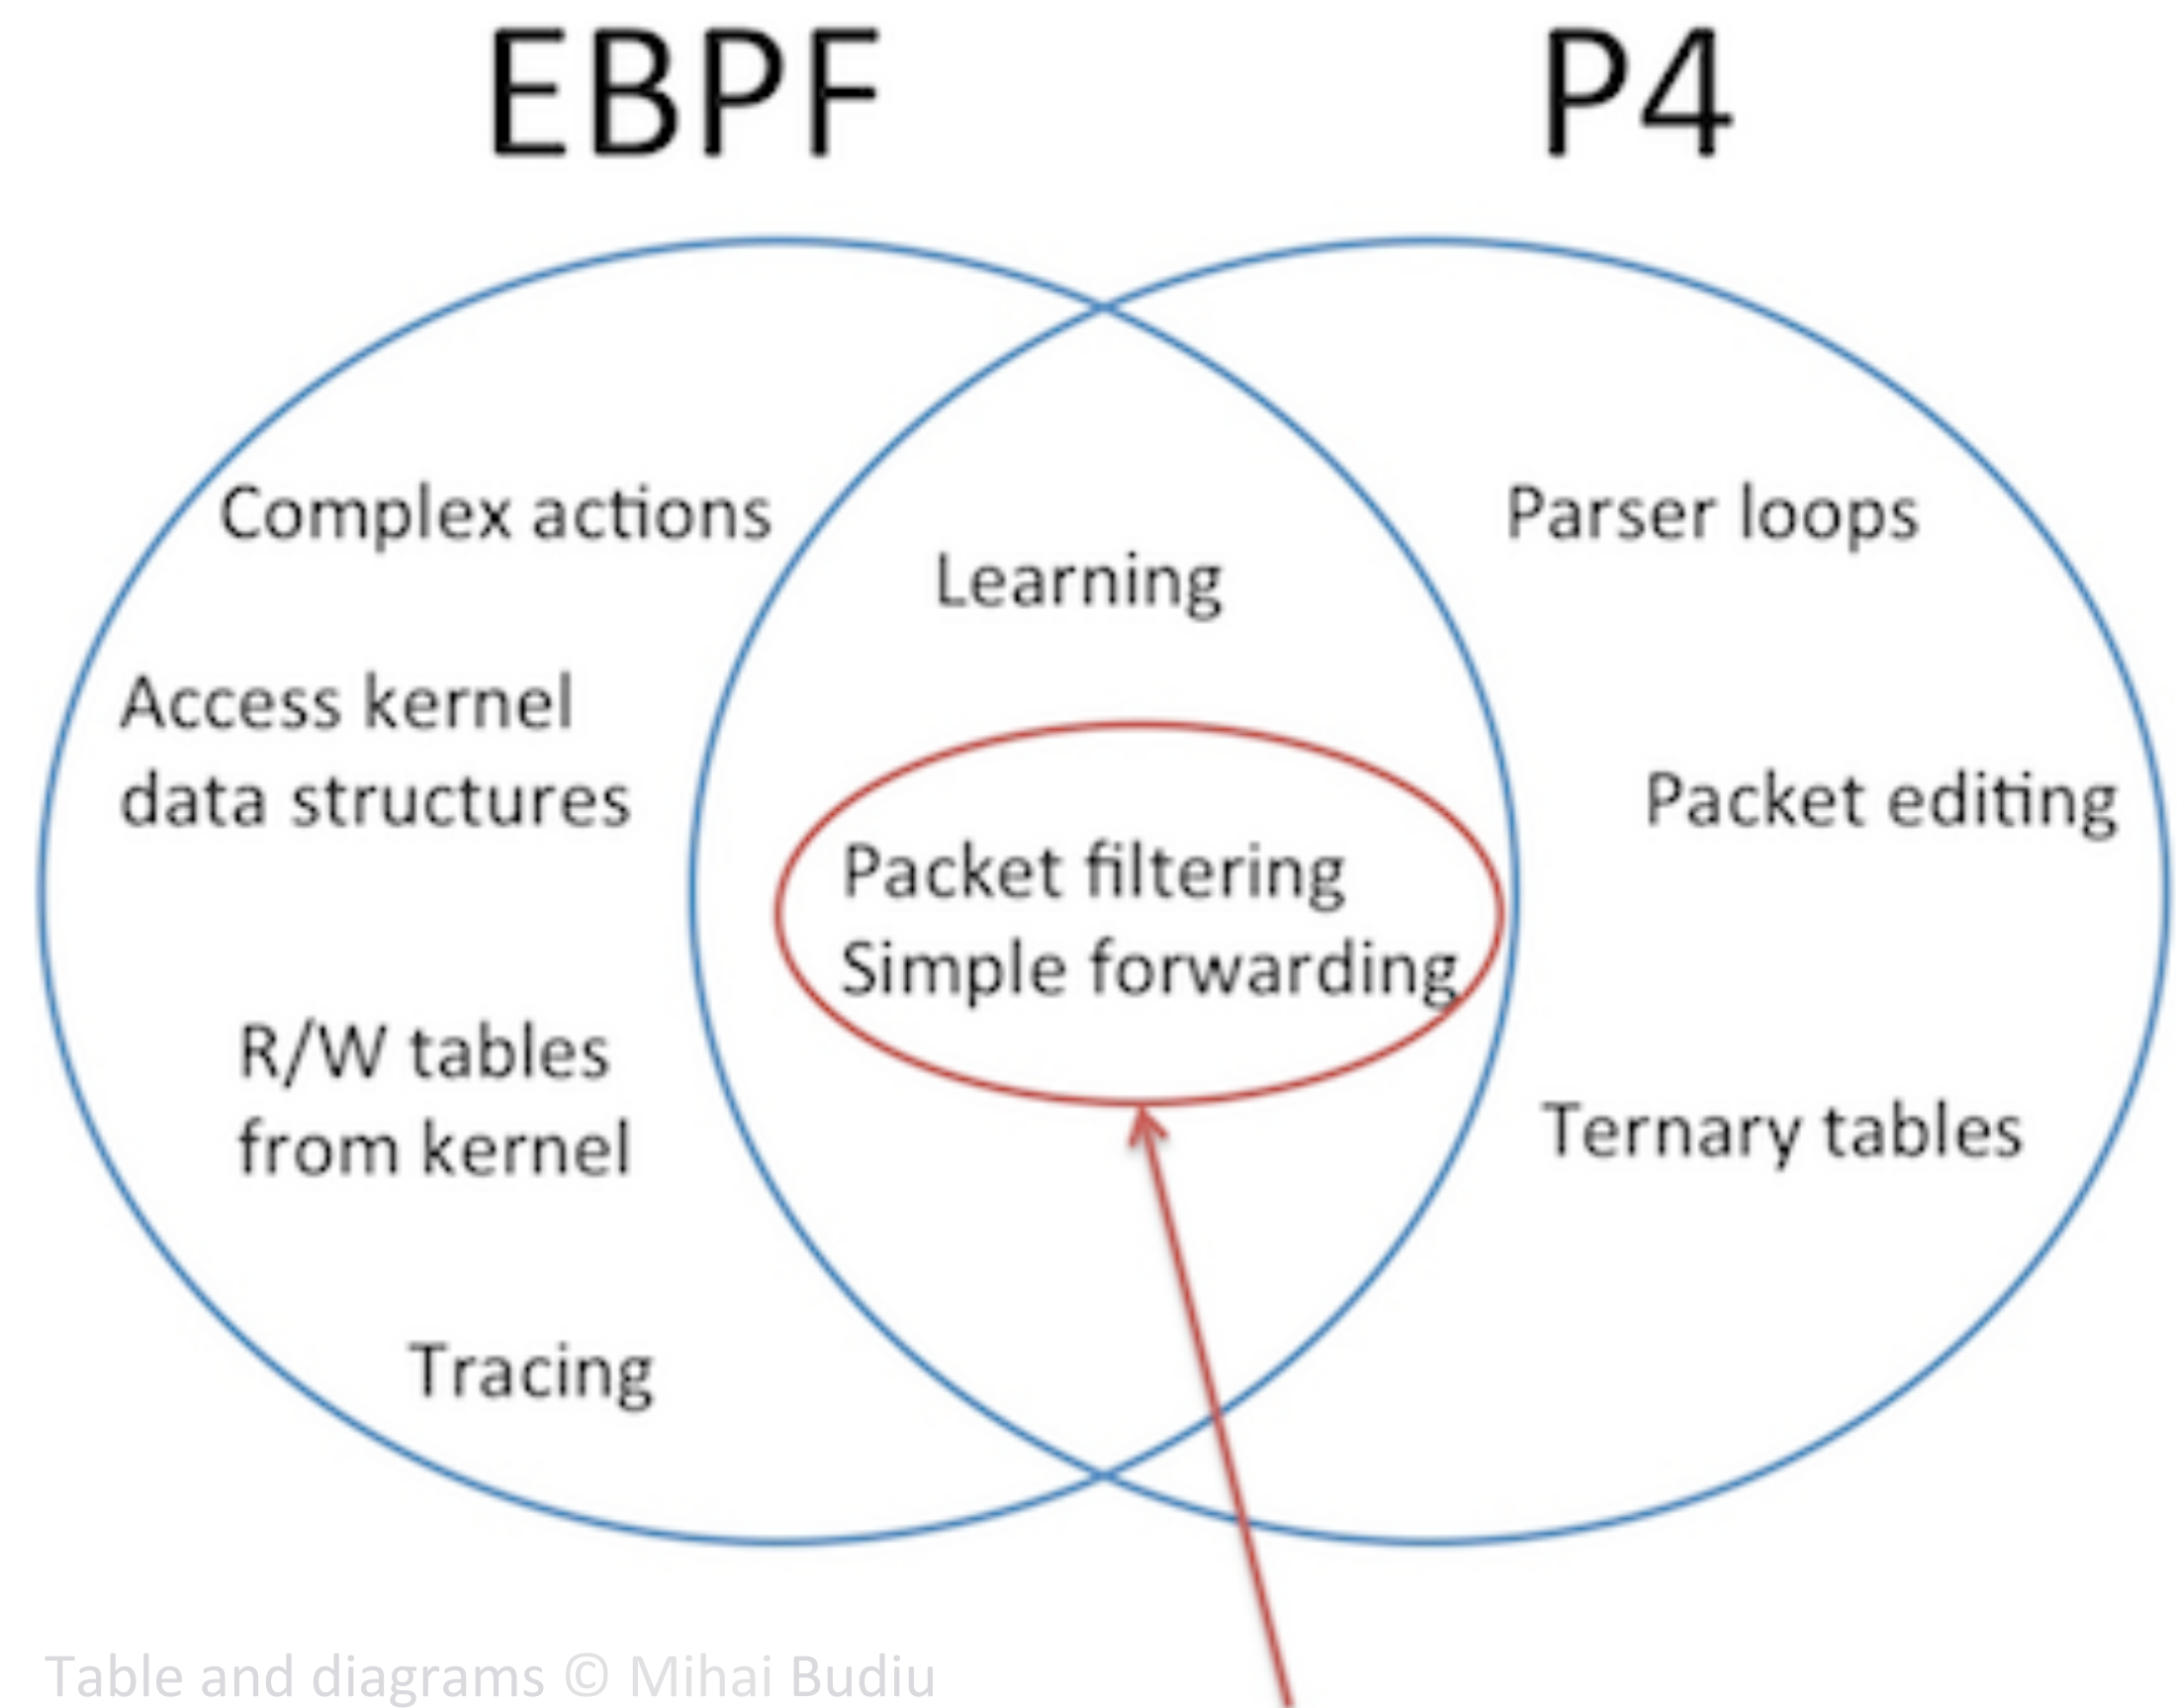 EBPF
P4
Complex actions
Access kernel
data structures
R/W tables
from kernel
Tracing
Learning
Packet filtering
Simple forwarding
Parser loops
Packet editing
Ternary tables
Table and diagrams © Mihai Budiu